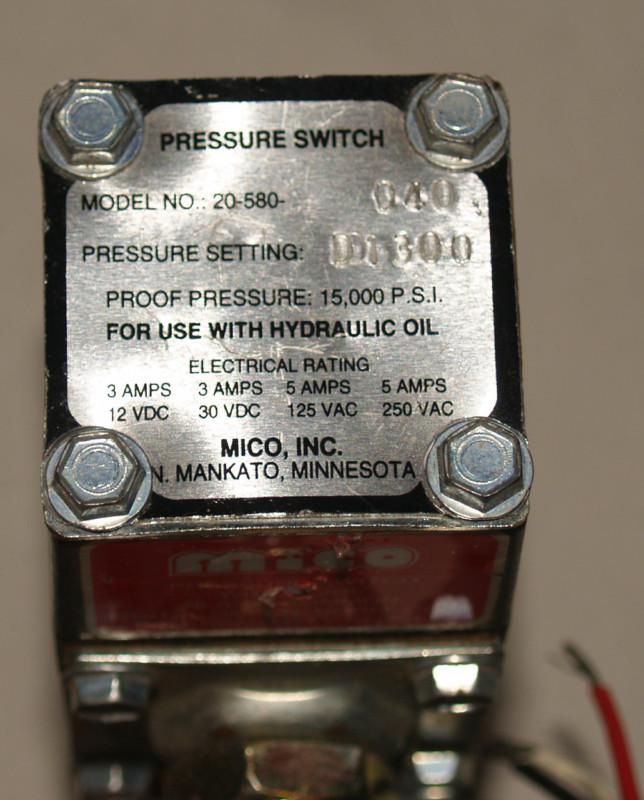 PRESSURE SWITCH
MODEL NO.: 20-580- 040
PRESSURE SETTING: D1300
PROOF PRESSURE: 15,000 P.S.I.
FOR USE WITH HYDRAULIC OIL
ELECTRICAL RATING
3 AMPS 3 AMPS 5 AMPS 5 AMPS
12 VDC 30 VDC 125 VAC 250 VAC
MICO, INC.
N. MANKATO, MINNESOTA
mico